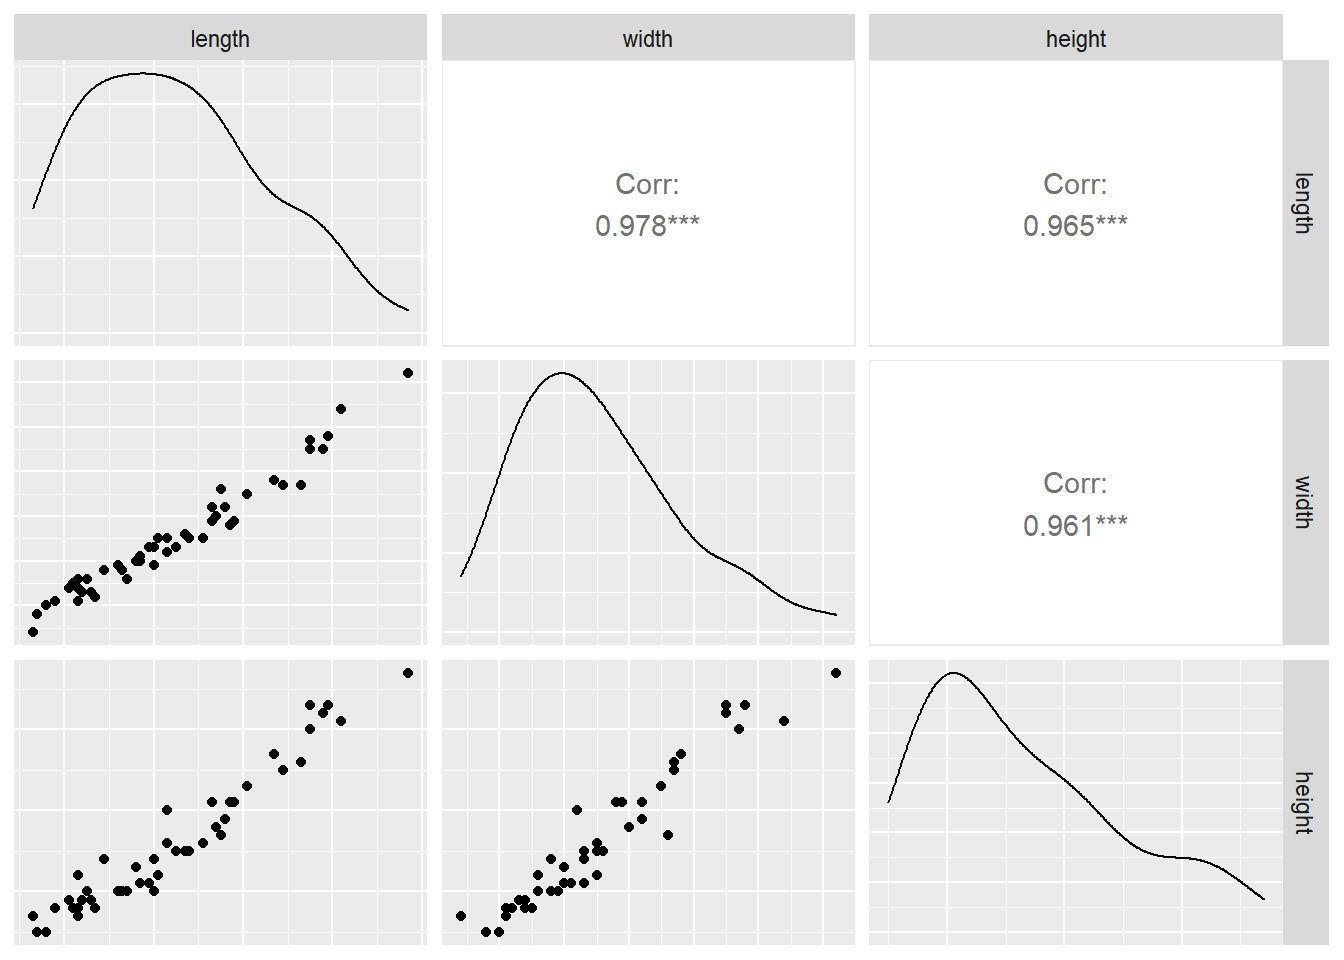 length
width
height
Corr:
0.978***
Corr:
0.965***
length
Corr:
0.961***
width
height